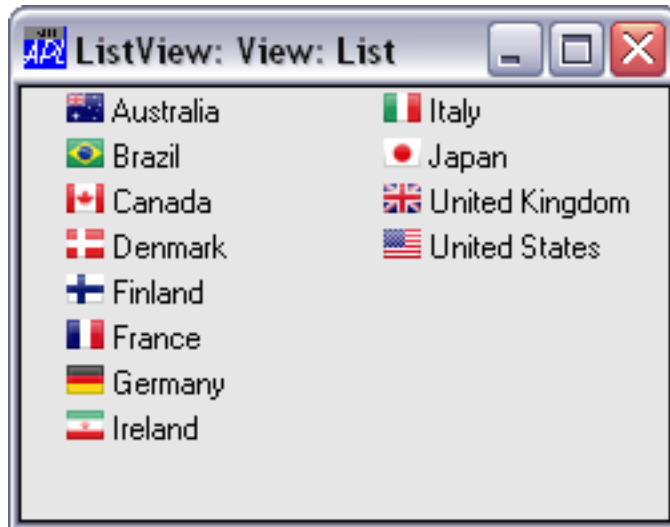 ListView: View: List
Australia
Brazil
Canada
Denmark
Finland
France
Germany
Ireland
Italy
Japan
United Kingdom
United States